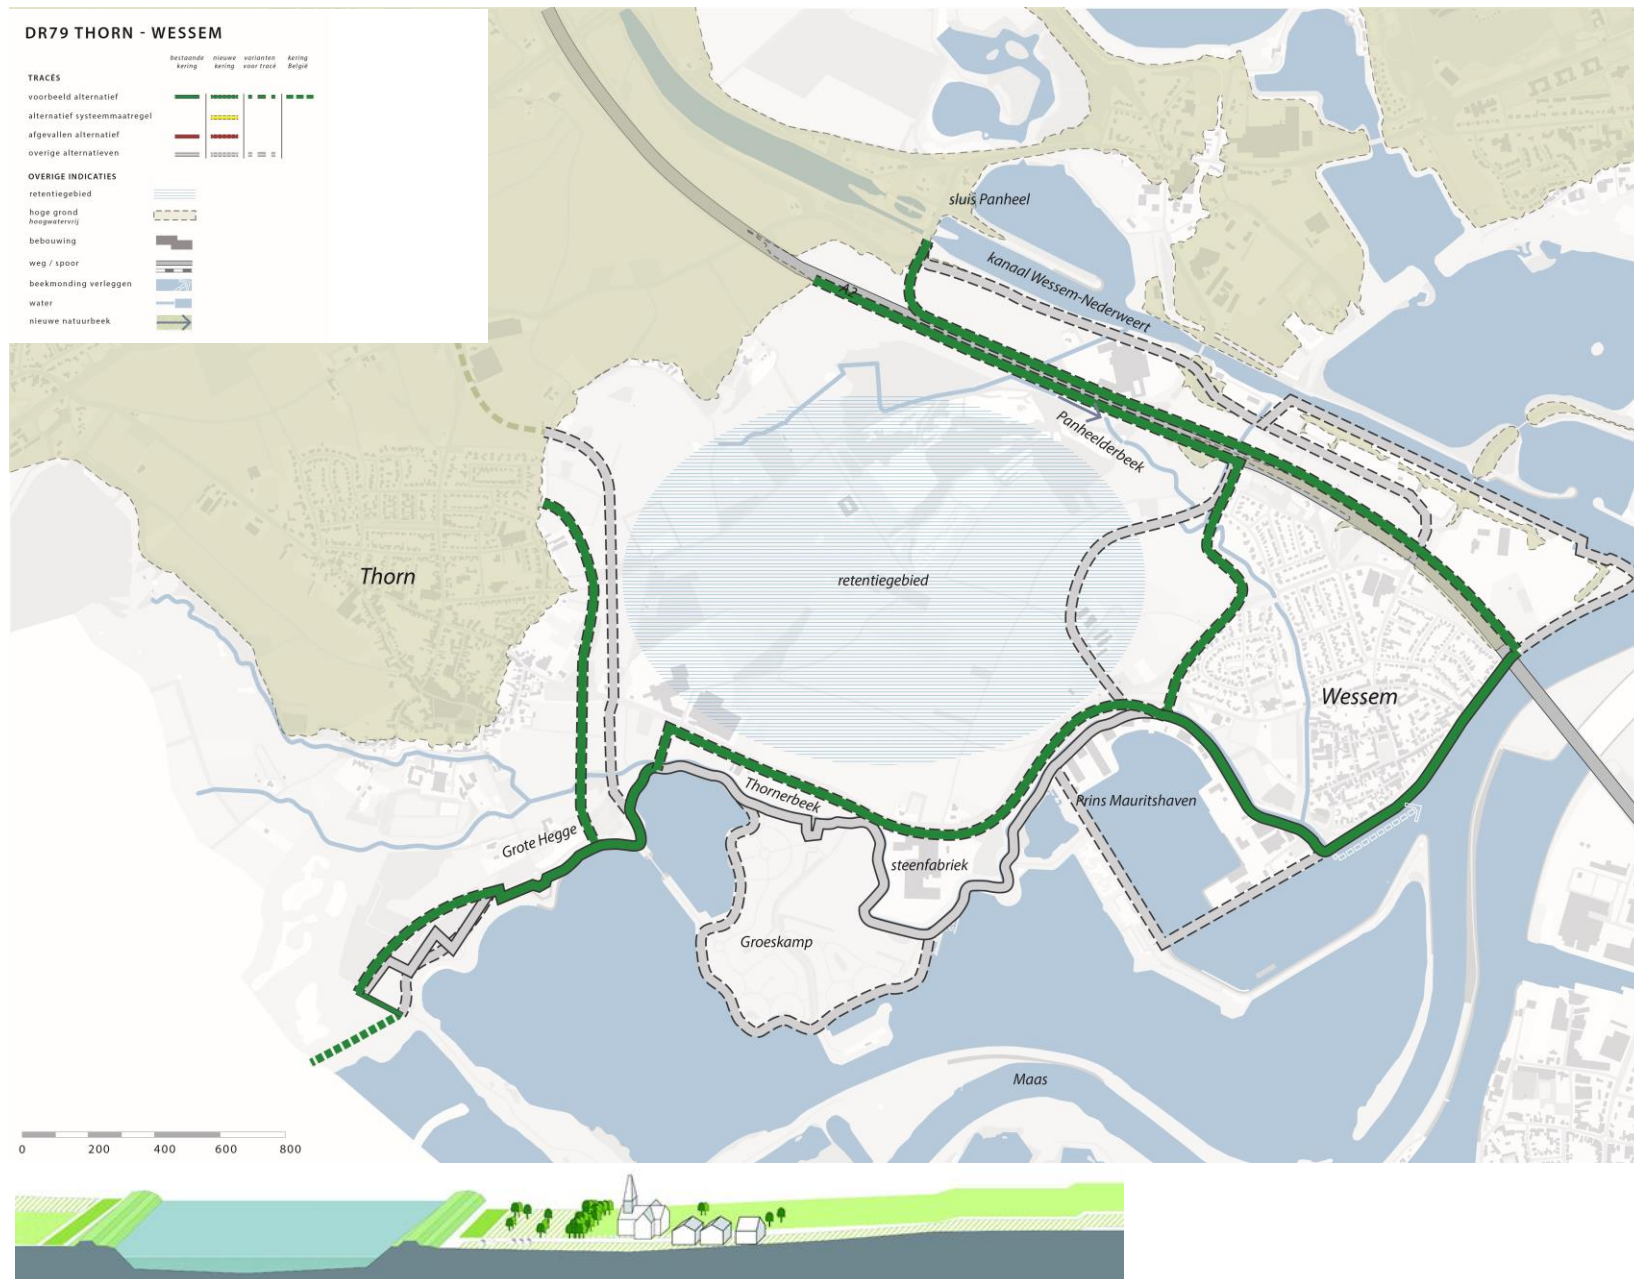 DR79 THORN - WESSEM
bestaande kering
nieuwe kering
varianten voor tracé
kering België
TRACÉS
voorbeeld alternatief
alternatief systeemmaatregel
afgevallen alternatief
overige alternatieven
OVERIGE INDICATIES
retentiegebied
hoge grond
hoogwatervrij
bebouwing
weg / spoor
beekmonding verleggen
water
nieuwe natuurbeek
sluis Panheel
kanaal Wessem-Nederweert
A2
Panheelderbeek
Thorn
retentiegebied
Wessem
Thornerbeek
Prins Mauritshaven
Grote Hegge
steenfabriek
Groeskamp
Maas
0 200 400 600 800